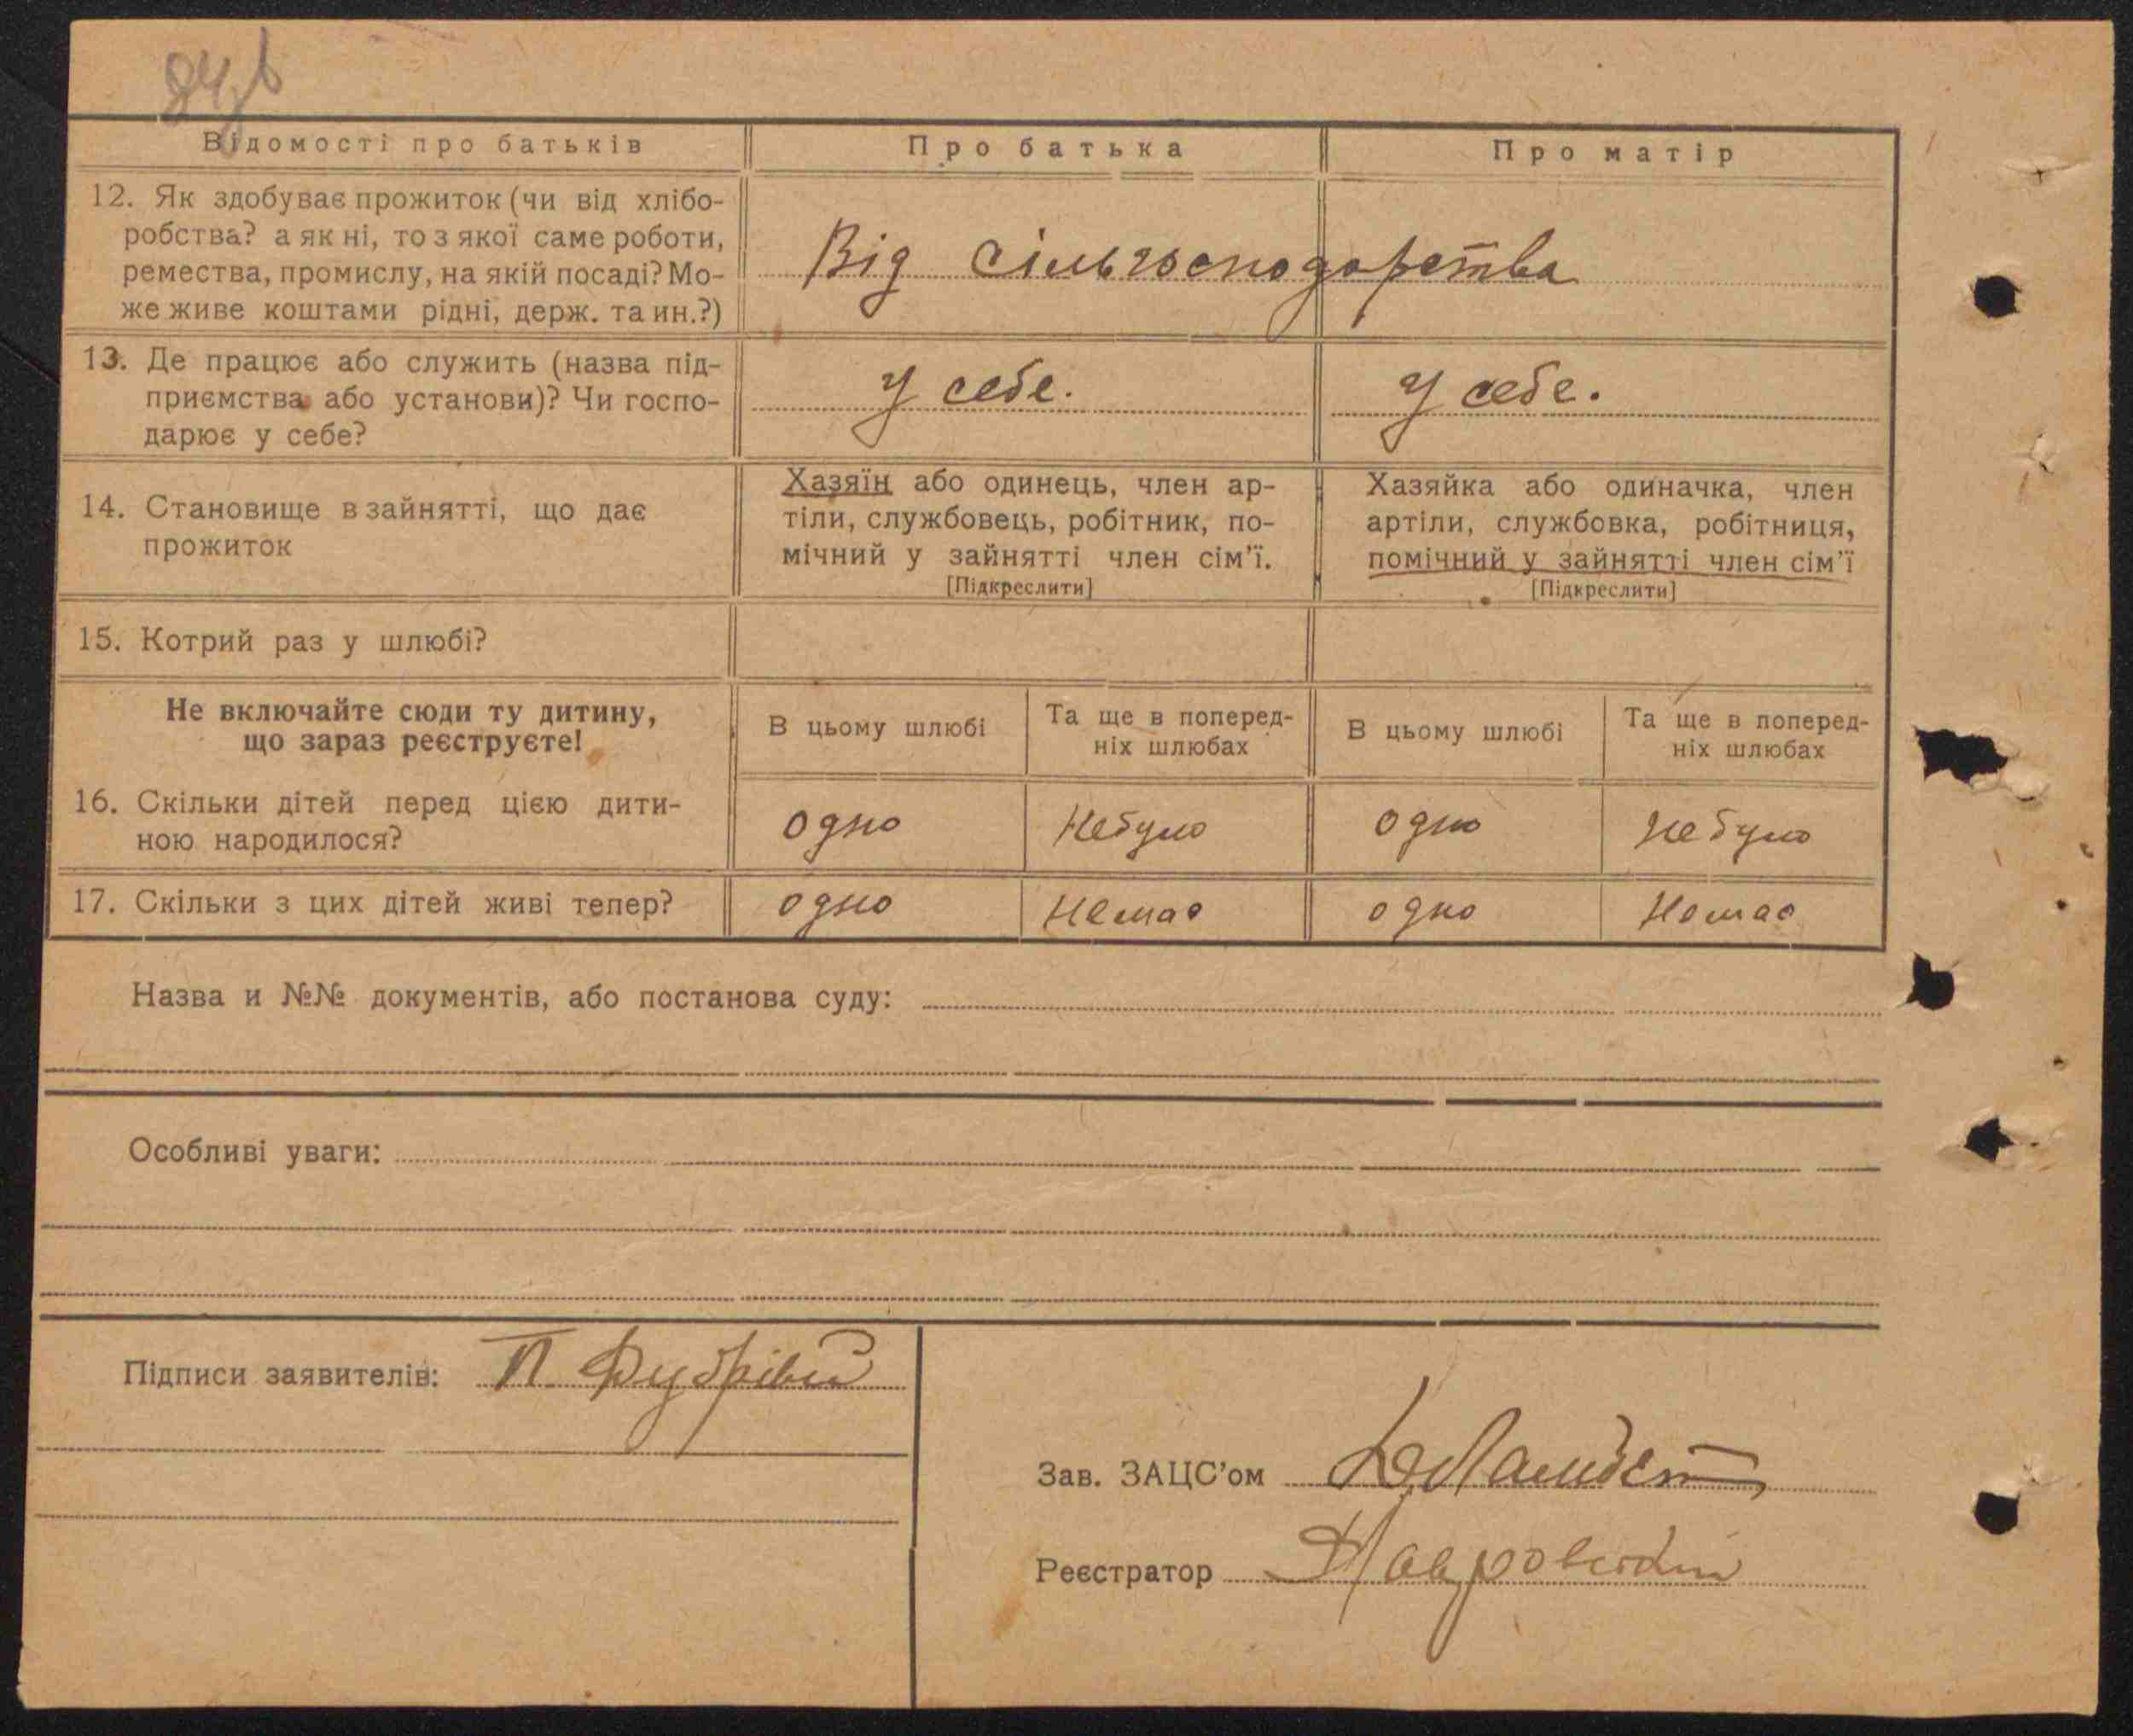 Відомості про батьків
Про батька
Про матір
12. Як здобуває прожиток (чи від хлібо-
робства? а як ні, то з якої саме роботи,
ремества, промислу, на якій посаді? Мо-
же живе коштами рідні, держ. та ин.?)
Від сільгосподарства
13. Де працює або служить (назва під-
приємства або установи)? Чи госпо-
дарює у себе?
У себе.
У себе.
14. Становище в зайнятті, що дає
прожиток
Хазяїн або одинець, член ар-
тіли, службовець, робітник, по-
мічний у зайнятті член сім'ї.
[Підкреслити]
Хазяйка або одиначка, член
артіли, службовка, робітниця,
помічний у зайнятті член сім'ї
[Підкреслити]
15. Котрий раз у шлюбі?
Не включайте сюди ту дитину,
що зараз реєструєте!
В цьому шлюбі
Та ще в поперед-
ніх шлюбах
В цьому шлюбі
Та ще в поперед-
ніх шлюбах
16. Скільки дітей перед цією дити-
ною народилося?
одно
Небуло
одно
Небуло
17. Скільки з цих дітей живі тепер?
одно
Немає
одно
Немає
Назва и №№ документів, або постанова суду:
Особливі уваги:
Підписи заявителів: П.
Зав. ЗАЦС'ом
Реєстратор